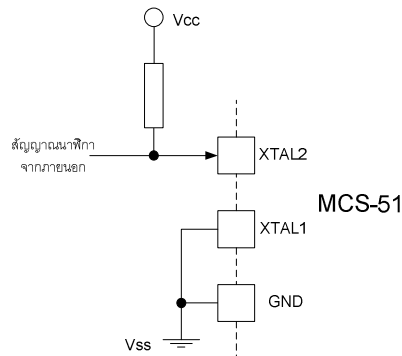 Vcc
สัญญาณนาฬิกา
จากภายนอก
XTAL2
MCS-51
XTAL1
GND
Vss